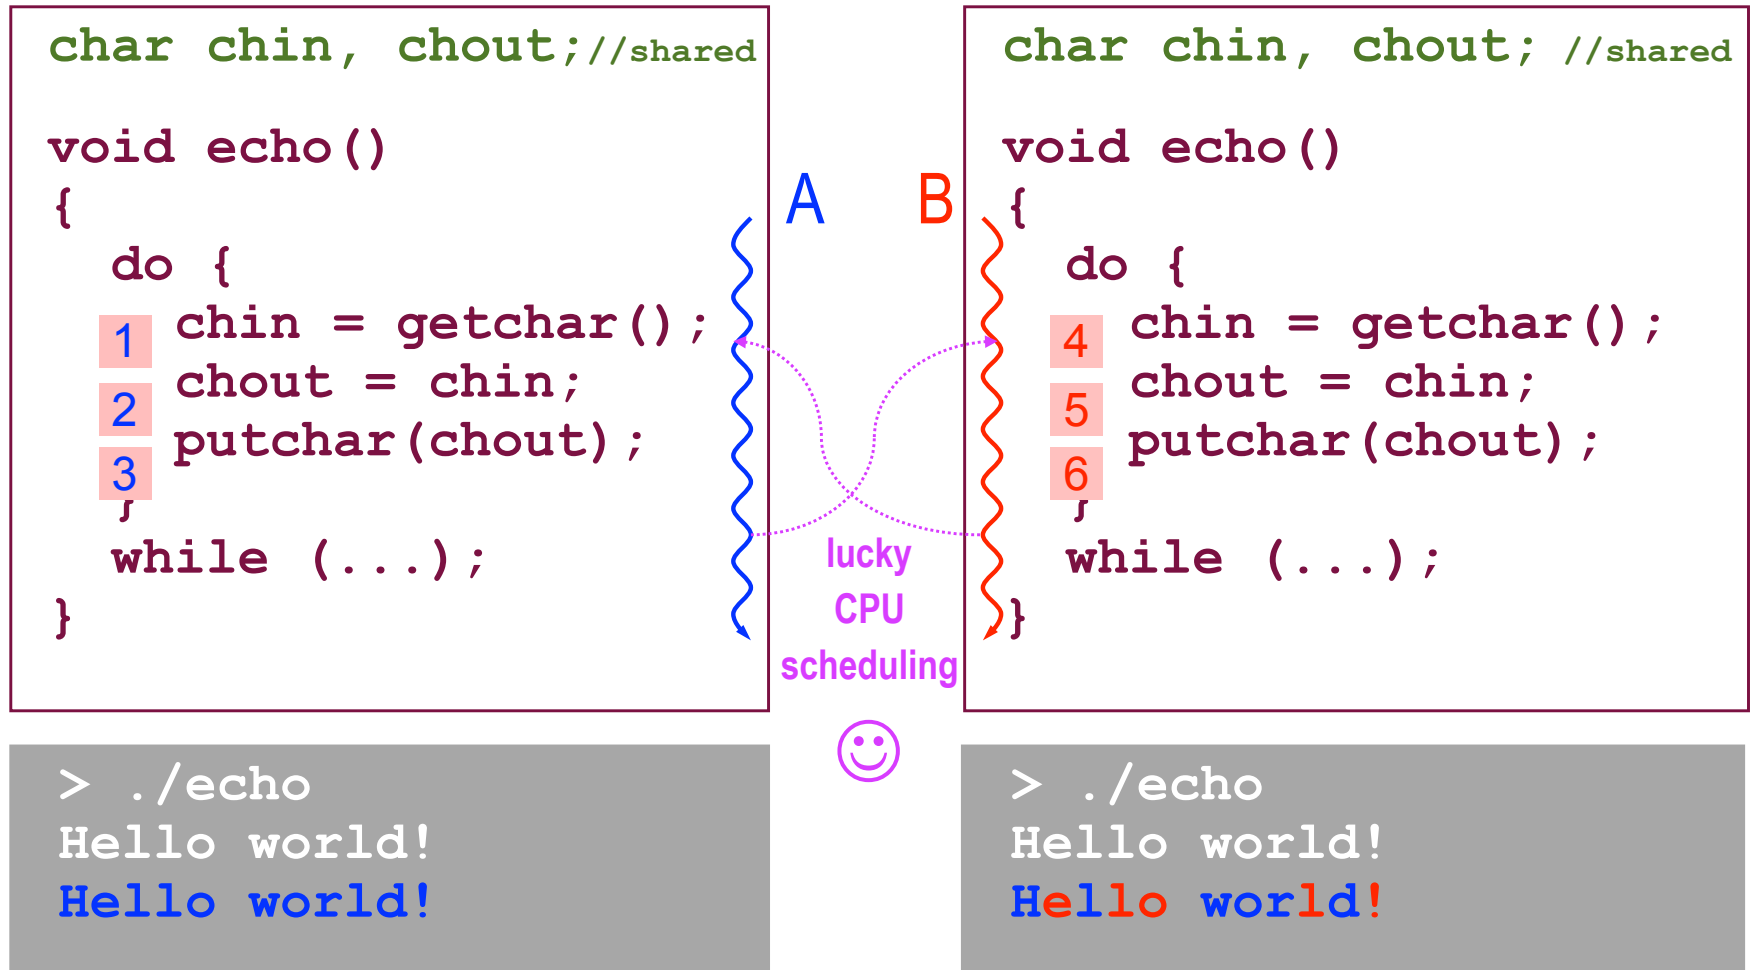 char chin, chout;//shared
void echo()
{
do {
1 chin = getchar();
2 chout = chin;
3 putchar(chout);
}
while (...);
}
A
B
char chin, chout; //shared
void echo()
{
do {
4 chin = getchar();
5 chout = chin;
6 putchar(chout);
}
while (...);
}
lucky
CPU
scheduling
> ./echo
Hello world!
Hello world!
> ./echo
Hello world!
Hello world!